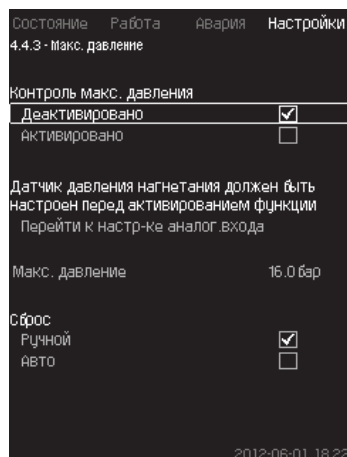 Состояние Работа Авария Настройки
4.4.3 - Макс. давление
Контроль макс. давления
Деактивировано
Активировано
Датчик давления нагнетания должен быть
настроен перед активированием функции
Перейти к настр-ке аналог.входа
Макс. давление 16.0 бар
Сброс
Ручной
Авто
2012-06-01 18:22